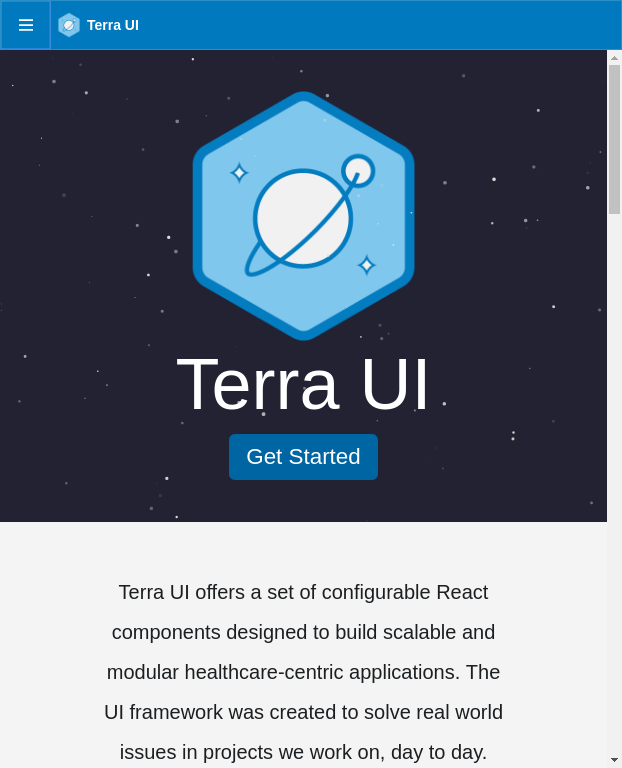 Terra UI
Terra UI
Get Started
Terra UI offers a set of configurable React
components designed to build scalable and
modular healthcare-centric applications. The
UI framework was created to solve real world
issues in projects we work on, day to day.